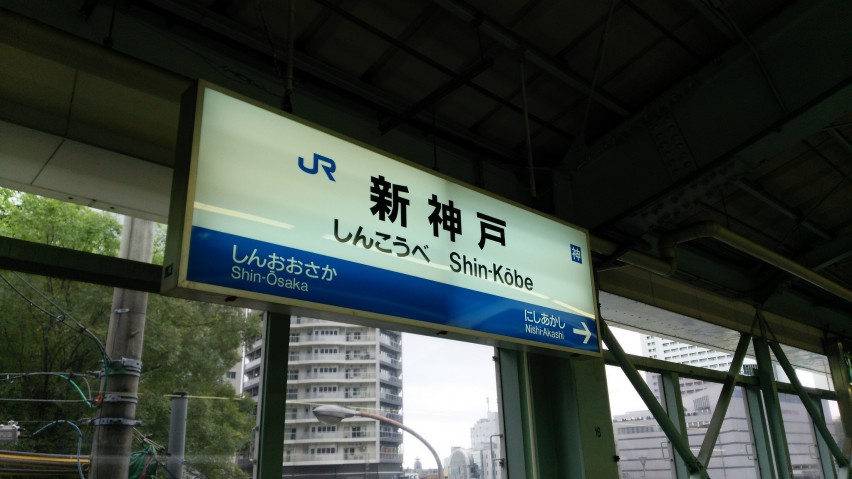 JR
新神戸
しんこうべ Shin-Kōbe
神
しんおおさか
Shin-Ōsaka
にしあかし
Nishi-Akashi